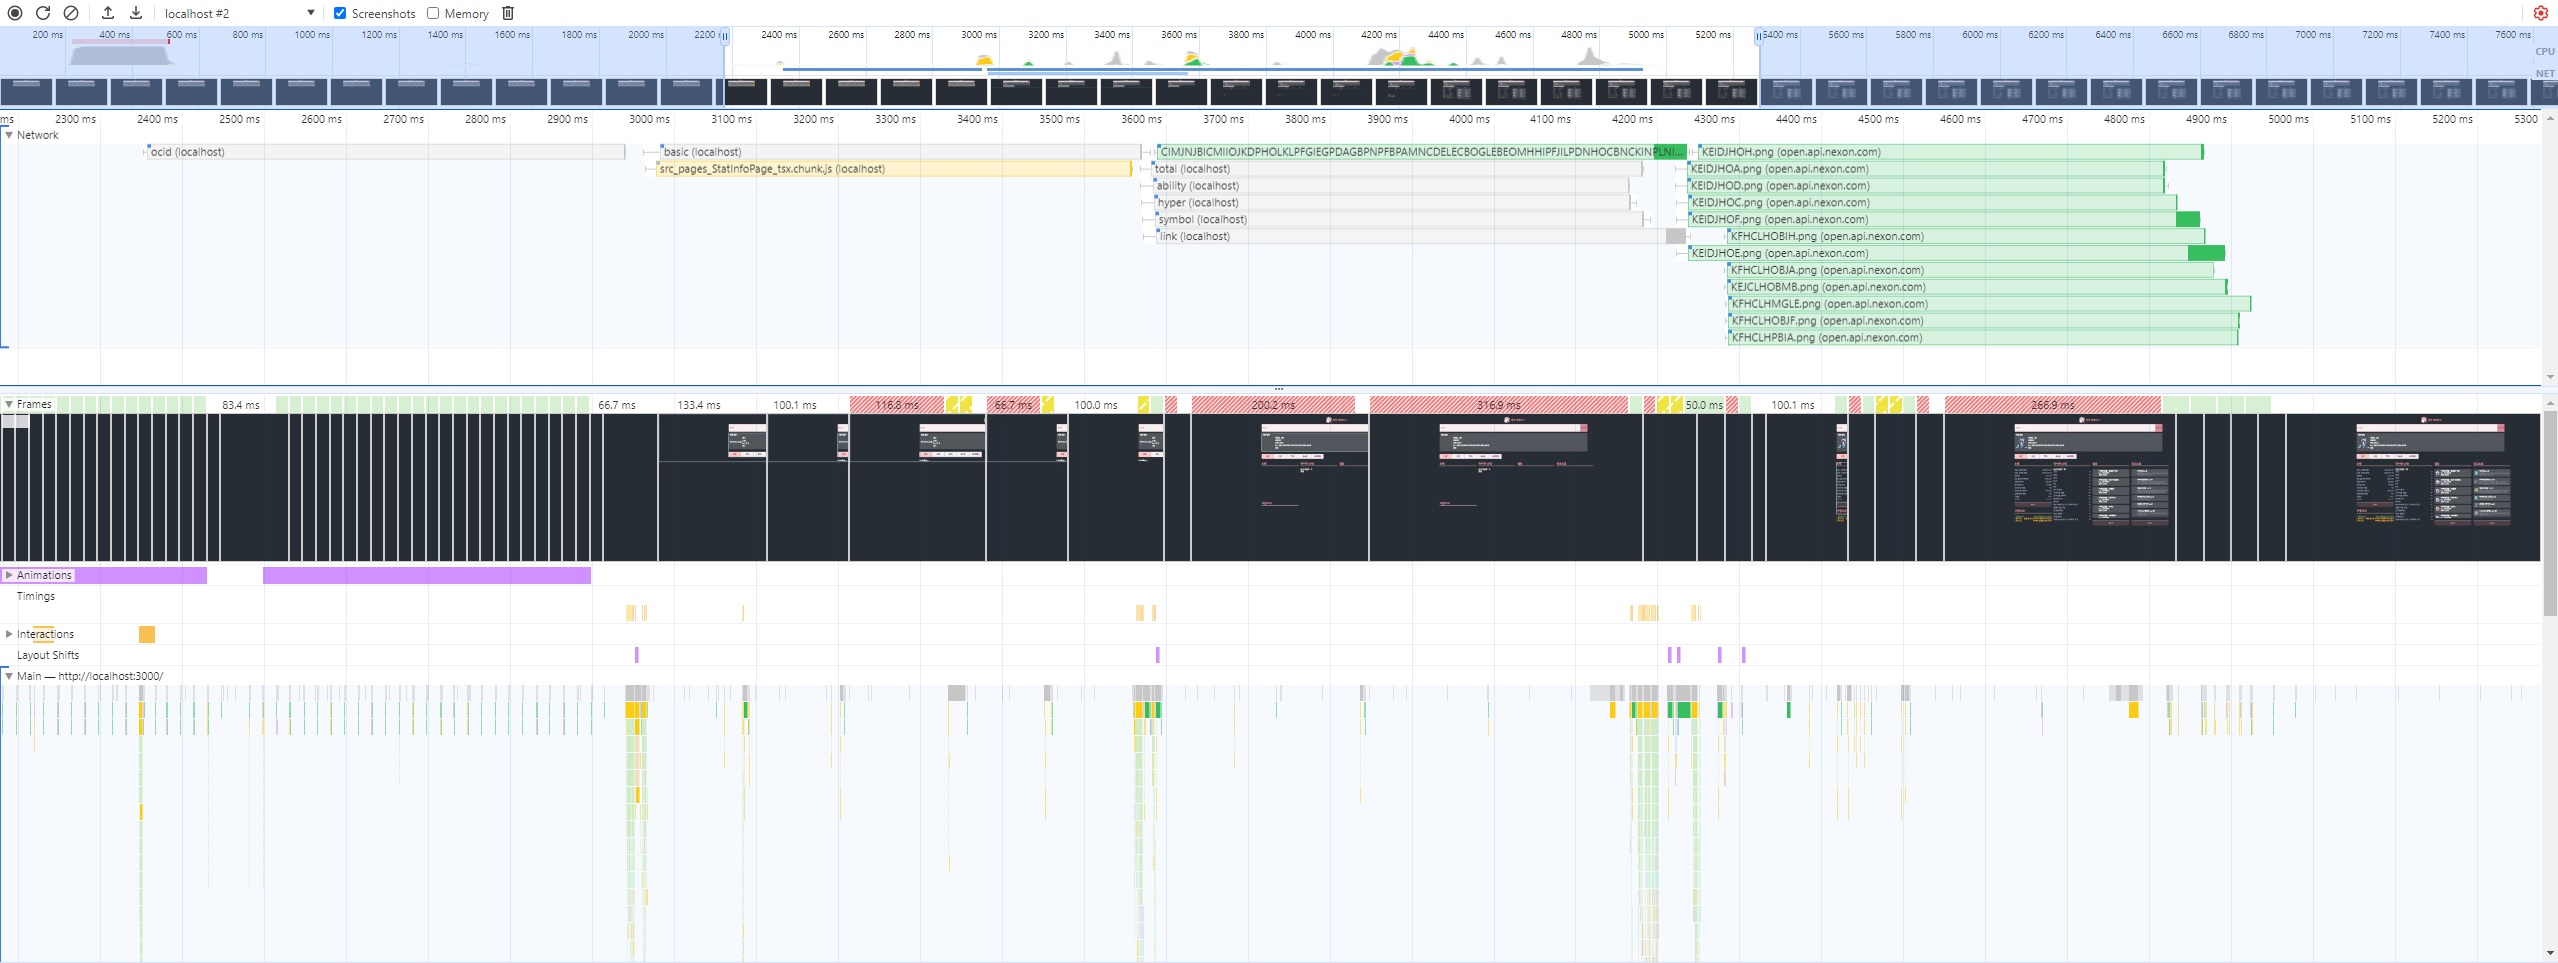 localhost #2 Screenshots Memory
200 ms 400 ms 600 ms 800 ms 1000 ms 1200 ms 1400 ms 1600 ms 1800 ms 2000 ms 2200 2400 ms 2600 ms 2800 ms 3000 ms 3200 ms 3400 ms 3600 ms 3800 ms 4000 ms 4200 ms 4400 ms 4600 ms 4800 ms 5000 ms 5200 ms 5400 ms 5600 ms 5800 ms 6000 ms 6200 ms 6400 ms 6600 ms 6800 ms 7000 ms 7200 ms 7400 ms 7600 ms
CPU
NET
ms 2300 ms 2400 ms 2500 ms 2600 ms 2700 ms 2800 ms 2900 ms 3000 ms 3100 ms 3200 ms 3300 ms 3400 ms 3500 ms 3600 ms 3700 ms 3800 ms 3900 ms 4000 ms 4100 ms 4200 ms 4300 ms 4400 ms 4500 ms 4600 ms 4700 ms 4800 ms 4900 ms 5000 ms 5100 ms 5200 ms 5300
Network
ocid (localhost) basic (localhost) CIMJNJBICMIIOJKDPHOLKLPFGIEGPDAGBPNPFBPAMNCDELECBOGLEBEOMHHIPFJILPDNHOCBNCKINPLNI... KEIDJHOH.png (open.api.nexon.com)
src_pages_StatInfoPage_tsx.chunk.js (localhost) total (localhost) KEIDJHOA.png (open.api.nexon.com)
ability (localhost) KEIDJHOD.png (open.api.nexon.com)
hyper (localhost) KEIDJHOC.png (open.api.nexon.com)
symbol (localhost) KEIDJHOF.png (open.api.nexon.com)
link (localhost) KFHCLHOBIH.png (open.api.nexon.com)
KEIDJHOE.png (open.api.nexon.com)
KFHCLHOBJA.png (open.api.nexon.com)
KEJCLHOBMB.png (open.api.nexon.com)
KFHCLHMGLE.png (open.api.nexon.com)
KFHCLHOBJF.png (open.api.nexon.com)
KFHCLHPBIA.png (open.api.nexon.com)
Frames 83.4 ms 66.7 ms 133.4 ms 100.1 ms 116.8 ms 66.7 ms 100.0 ms 200.2 ms 316.9 ms 50.0 ms 100.1 ms 266.9 ms
Animations
Timings
Interactions
Layout Shifts
Main — http://localhost:3000/